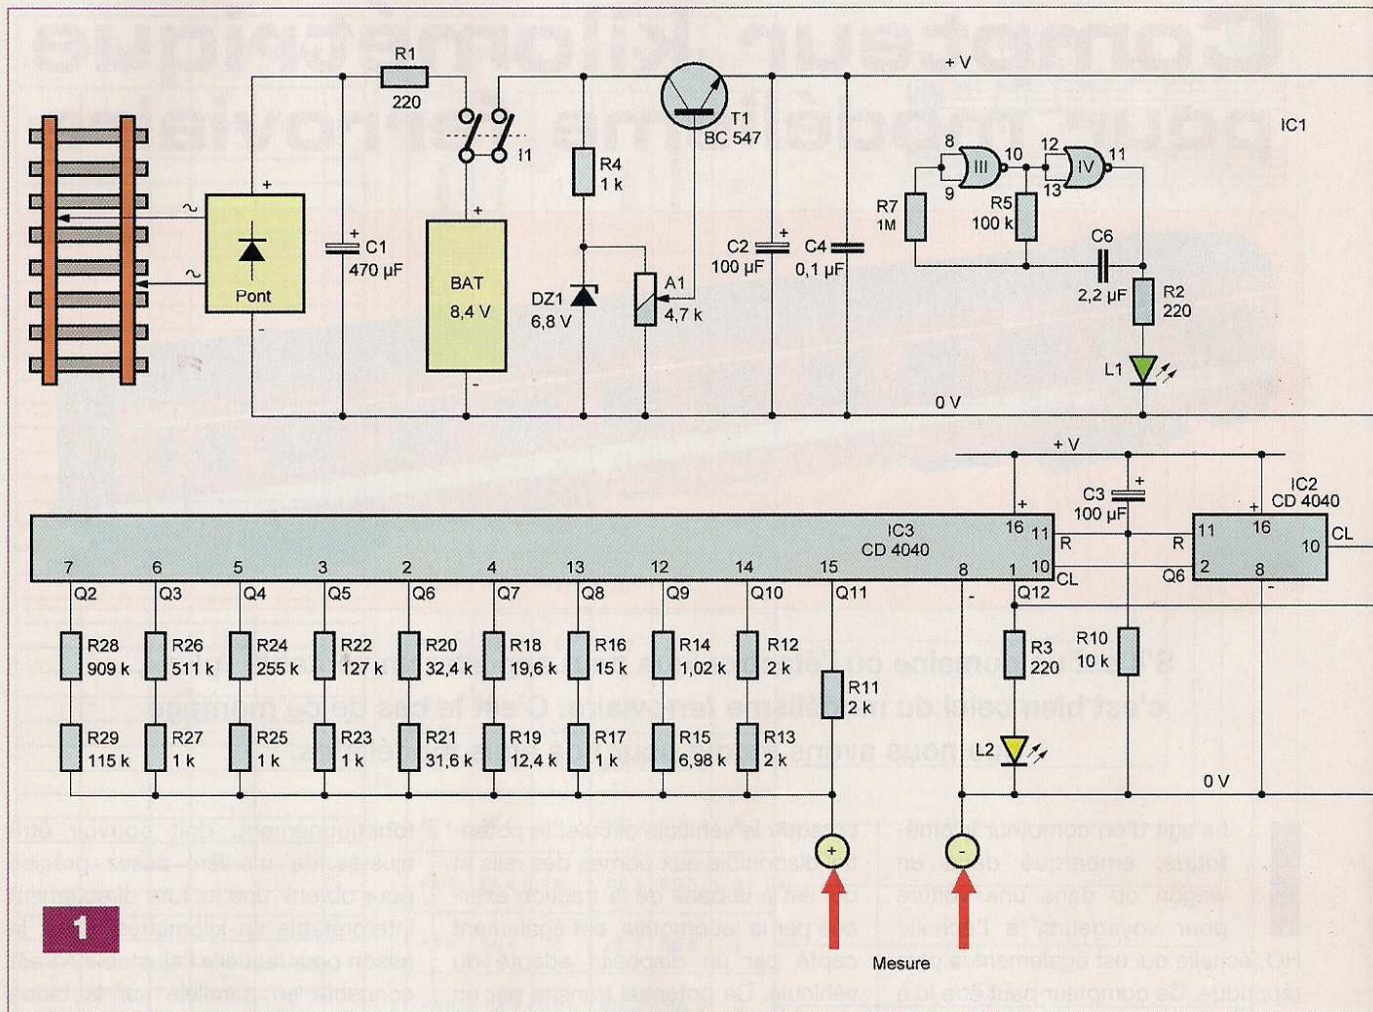 R1
220
+ V
T1
BC 547
IC1
I1
R4
1 k
8
9
III
10
12
13
IV
11
R7
1M
R5
100 k
C6
2,2 µF
R2
220
L1
+
~
~
Pont
-
+
C1
470 µF
+
BAT
8,4 V
-
DZ1
6,8 V
A1
4,7 k
+
C2
100 µF
C4
0,1 µF
0 V
+ V
IC3
CD 4040
+
16
11
R
10
CL
C3
+
100 µF
IC2
CD 4040
+
11
16
R
10
CL
2
Q6
8
-
7
6
5
3
2
4
13
12
14
15
8
1
Q2
Q3
Q4
Q5
Q6
Q7
Q8
Q9
Q10
Q11
-
Q12
R28
909 k
R26
511 k
R24
255 k
R22
127 k
R20
32,4 k
R18
19,6 k
R16
15 k
R14
1,02 k
R12
2 k
R11
2 k
R3
220
R10
10 k
R29
115 k
R27
1 k
R25
1 k
R23
1 k
R21
31,6 k
R19
12,4 k
R17
1 k
R15
6,98 k
R13
2 k
L2
0 V
+
-
1
Mesure